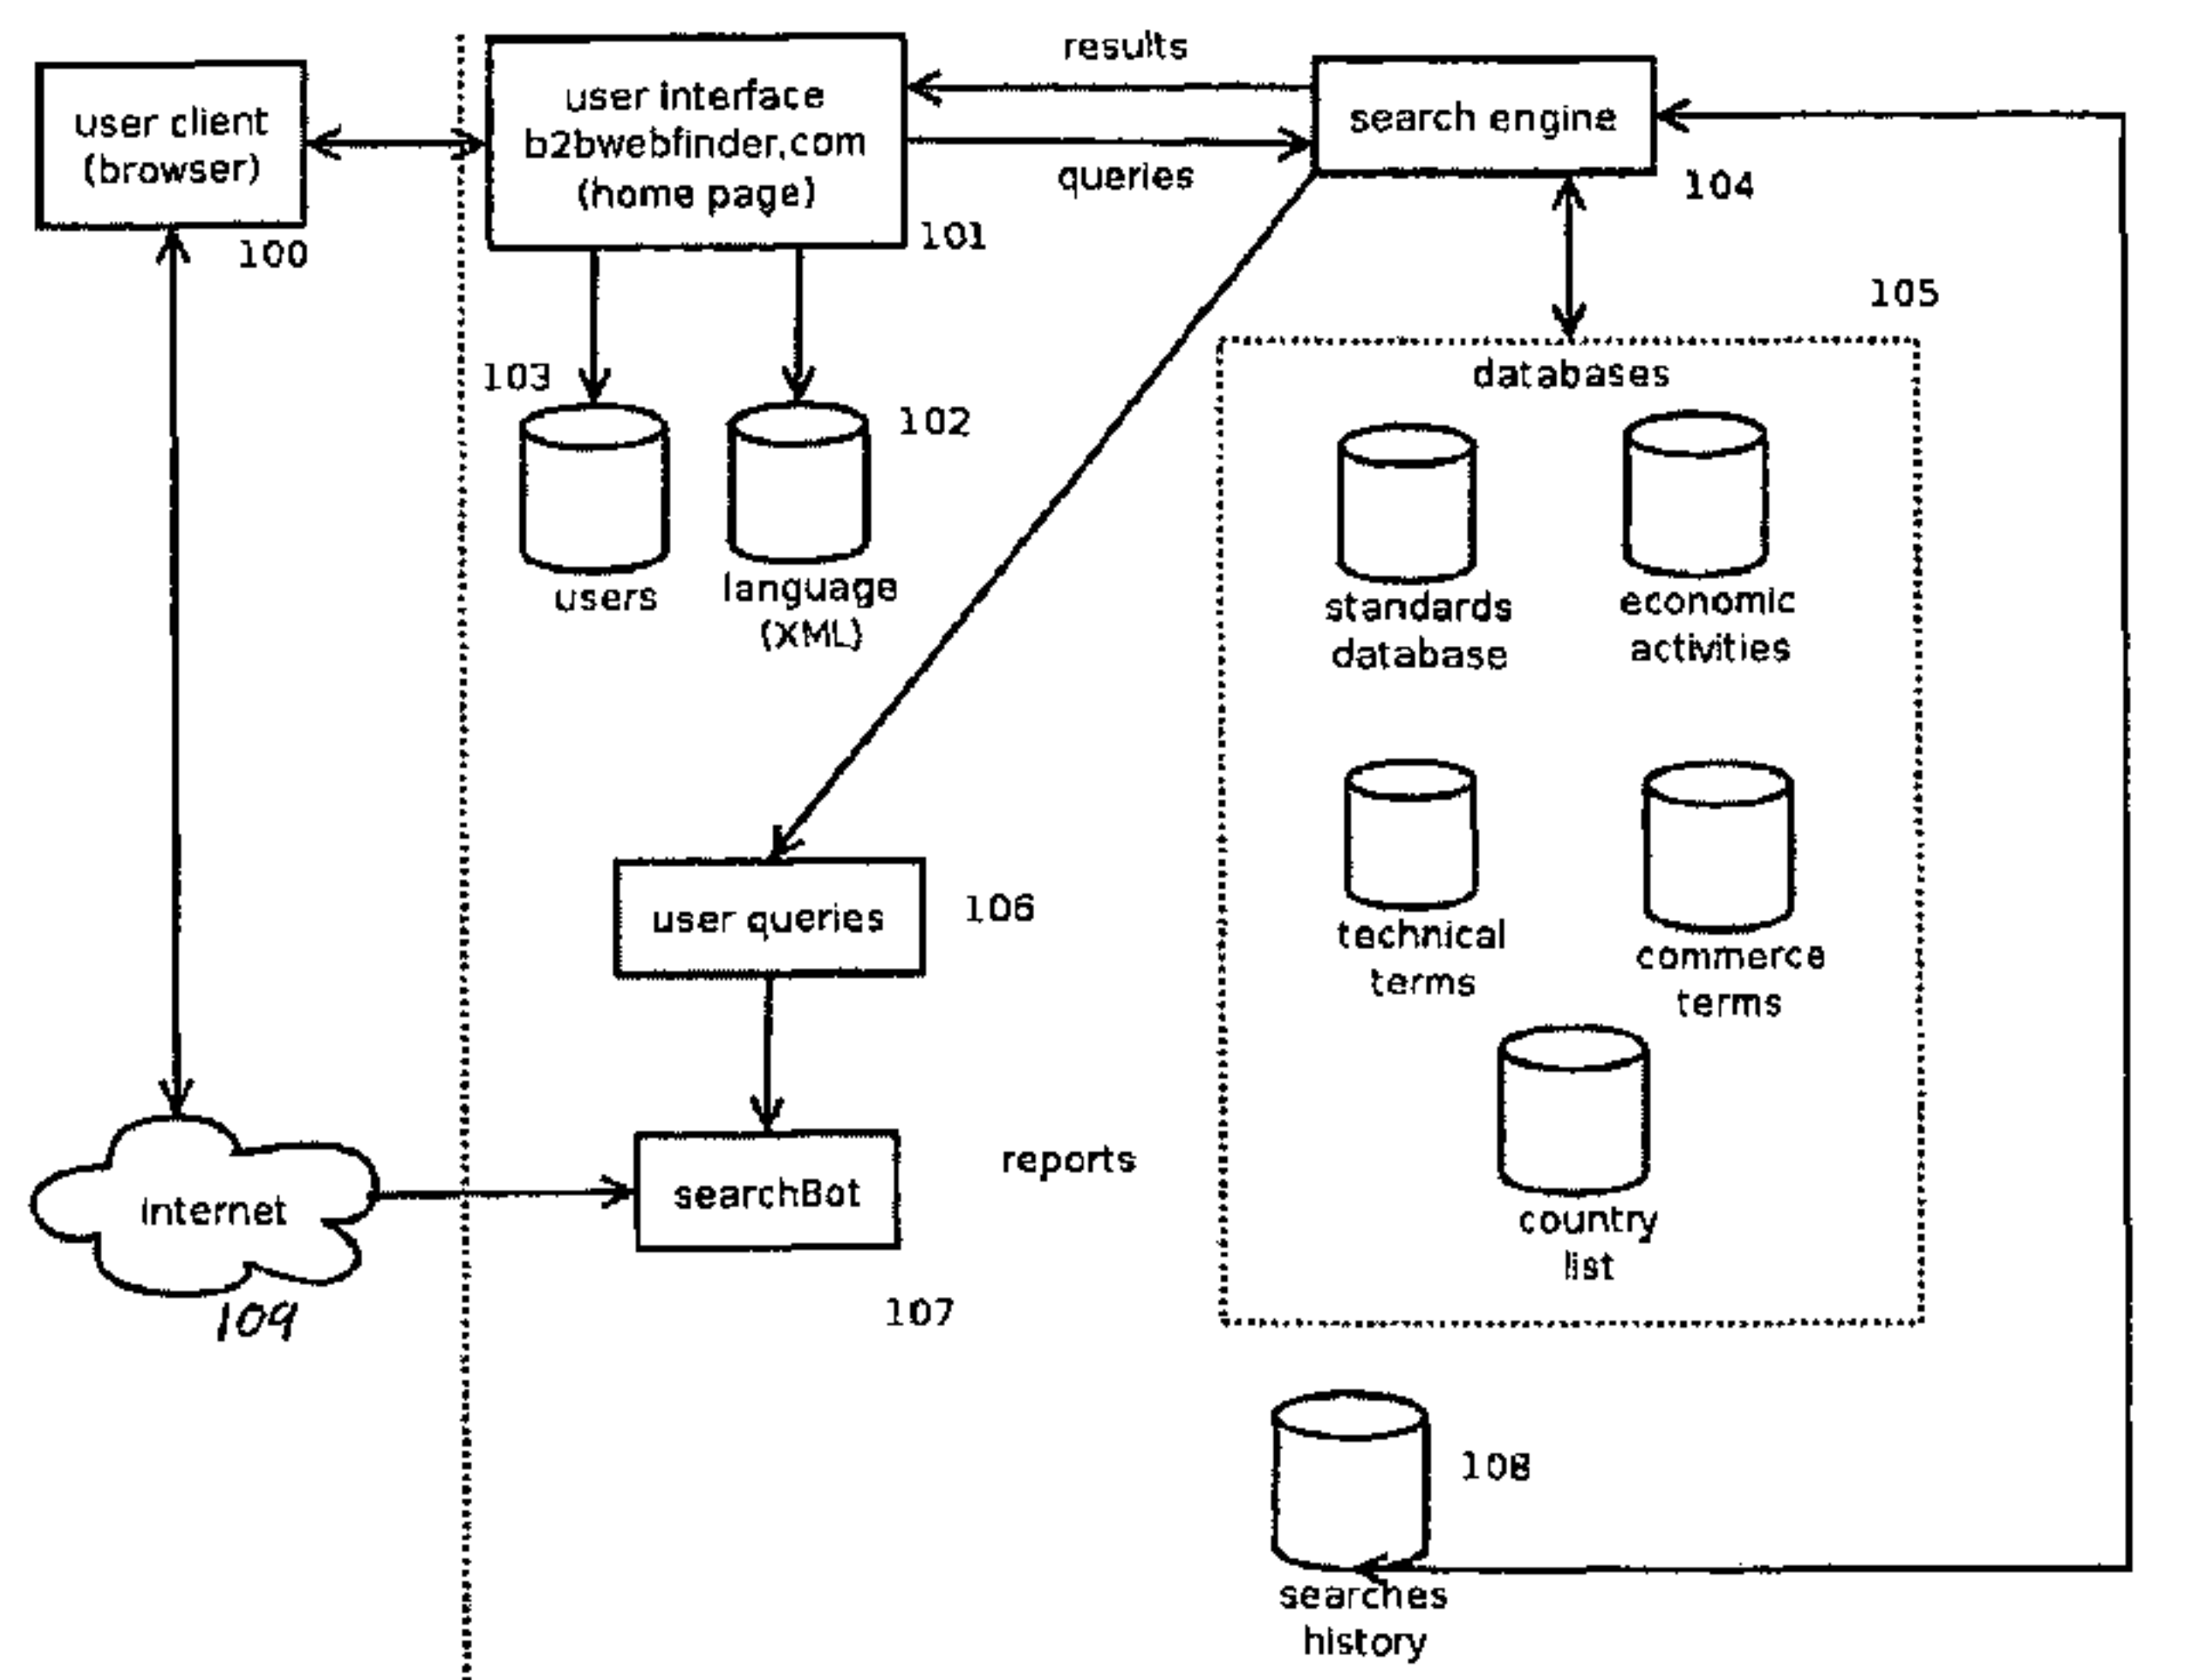 results
user client
(browser)
100
user interface
b2bwebfinder.com
(home page)
101
queries
search engine
104
105
103
users
102
language
(XML)
databases
standards
database
economic
activities
technical
terms
commerce
terms
country
list
user queries
106
internet
109
searchBot
107
reports
108
searches
history